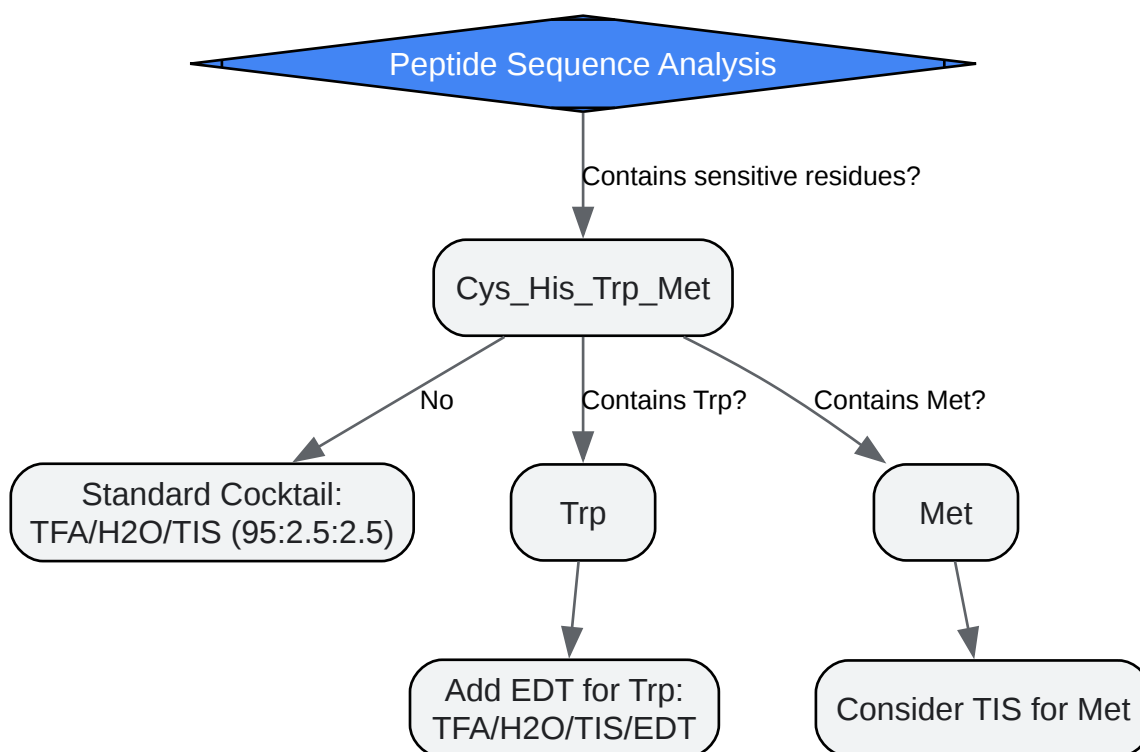 Peptide Sequence Analysis
Contains sensitive residues?
Cys_His_Trp_Met
No
Contains Trp?
Contains Met?
Standard Cocktail:
TFA/H2O/TIS (95:2.5:2.5)
Trp
Met
Add EDT for Trp:
TFA/H2O/TIS/EDT
Consider TIS for Met